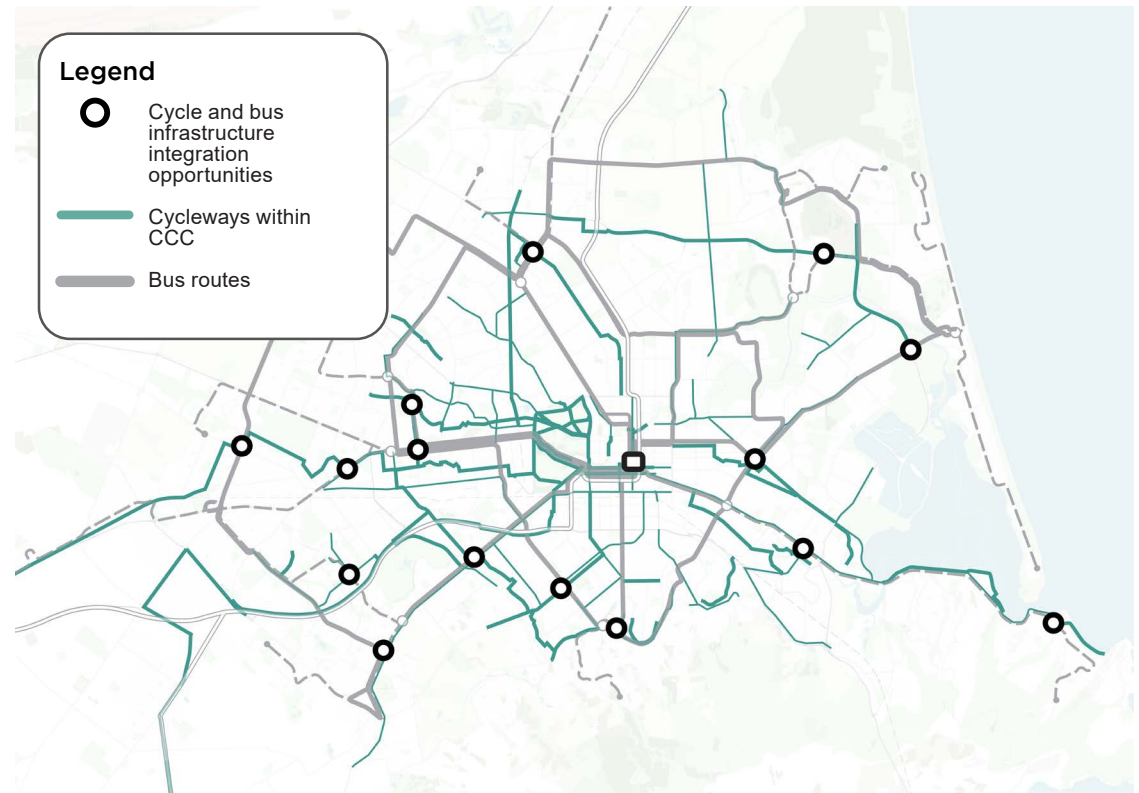 Legend
Cycle and bus
infrastructure
integration
opportunities
Cycleways within
CCC
Bus routes